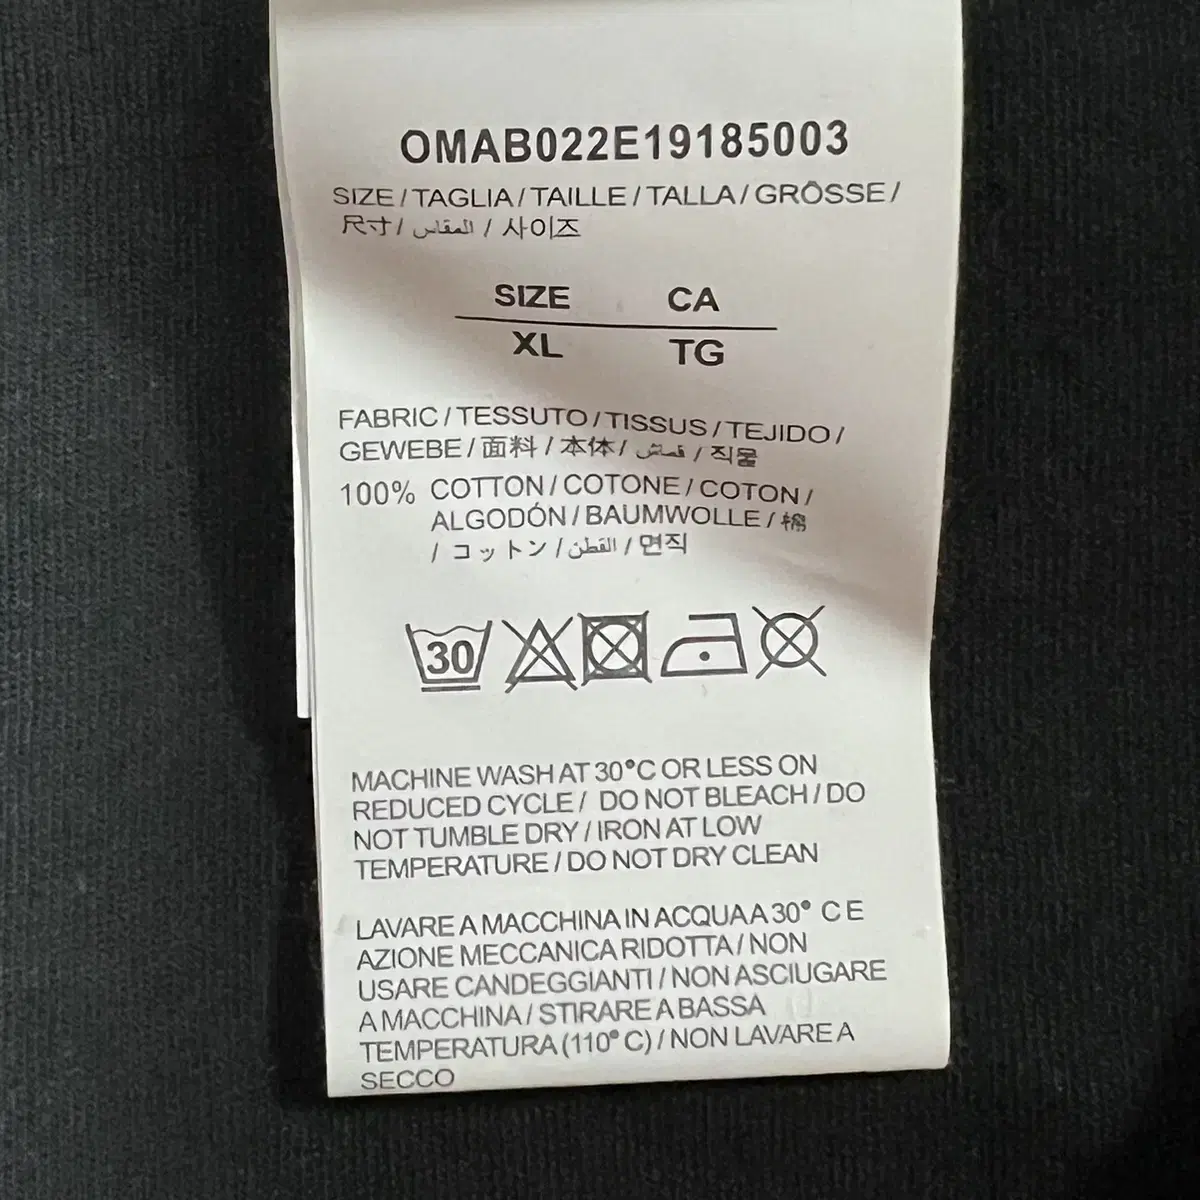 OMAB022E19185003
SIZE / TAGLIA / TAILLE / TALLA / GRÖSSE /
尺寸 / المقاس / 사이즈
SIZE CA
XL TG
FABRIC / TESSUTO / TISSUS / TEJIDO /
GEWEBE / 面料 / 本体 / قماش / 직물
100% COTTON / COTONE / COTON /
ALGODÓN / BAUMWOLLE / 棉
/ コットン / القطن / 면직
30
MACHINE WASH AT 30°C OR LESS ON
REDUCED CYCLE / DO NOT BLEACH / DO
NOT TUMBLE DRY / IRON AT LOW
TEMPERATURE / DO NOT DRY CLEAN
LAVARE A MACCHINA IN ACQUA A 30° C E
AZIONE MECCANICA RIDOTTA / NON
USARE CANDEGGIANTI / NON ASCIUGARE
A MACCHINA / STIRARE A BASSA
TEMPERATURA (110° C) / NON LAVARE A
SECCO